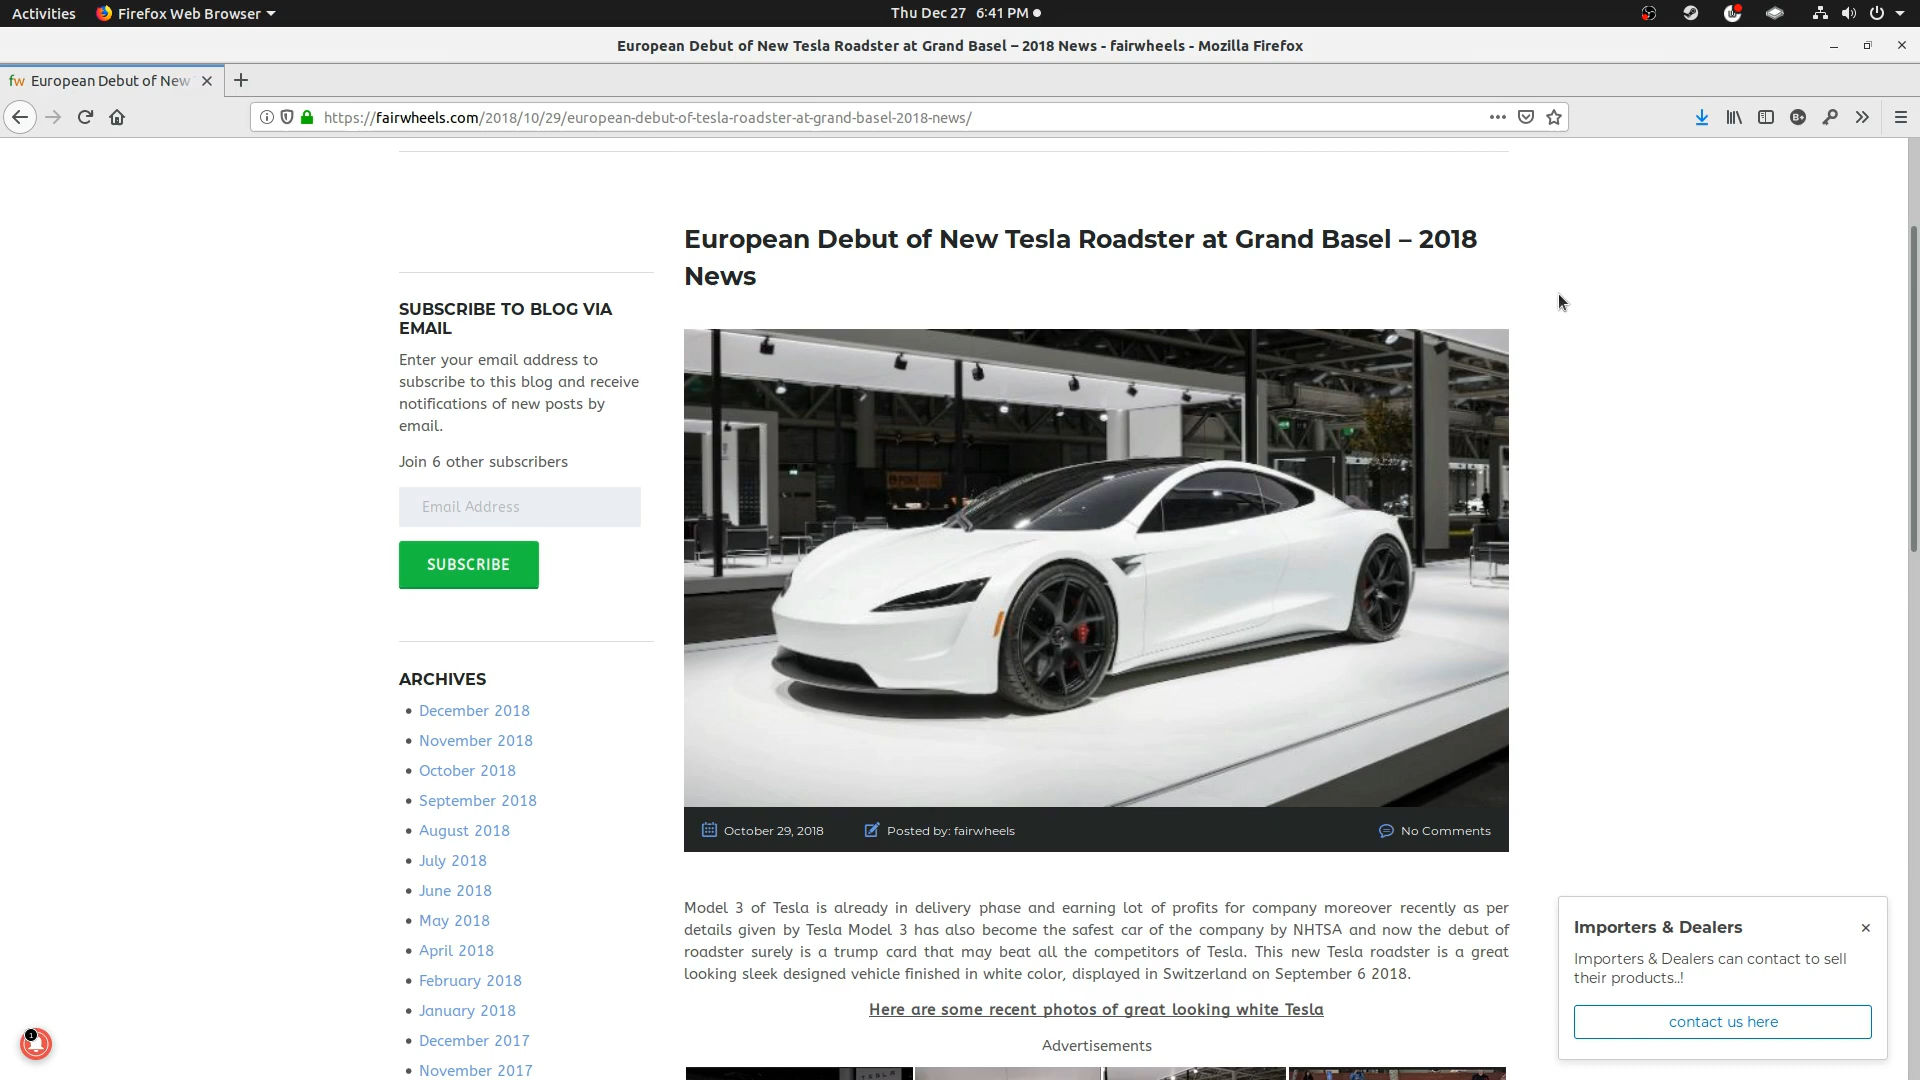 Activities Firefox Web Browser Thu Dec 27 6:41 PM
European Debut of New Tesla Roadster at Grand Basel – 2018 News - fairwheels - Mozilla Firefox
fw European Debut of New
https://fairwheels.com/2018/10/29/european-debut-of-tesla-roadster-at-grand-basel-2018-news/
B+
European Debut of New Tesla Roadster at Grand Basel – 2018
News
SUBSCRIBE TO BLOG VIA
EMAIL
Enter your email address to
subscribe to this blog and receive
notifications of new posts by
email.
Join 6 other subscribers
Email Address
SUBSCRIBE
ARCHIVES
December 2018
November 2018
October 2018
September 2018
August 2018
July 2018
June 2018
May 2018
April 2018
February 2018
January 2018
December 2017
November 2017
October 29, 2018 Posted by: fairwheels No Comments
Model 3 of Tesla is already in delivery phase and earning lot of profits for company moreover recently as per
details given by Tesla Model 3 has also become the safest car of the company by NHTSA and now the debut of
roadster surely is a trump card that may beat all the competitors of Tesla. This new Tesla roadster is a great
looking sleek designed vehicle finished in white color, displayed in Switzerland on September 6 2018.
Here are some recent photos of great looking white Tesla
Advertisements
Importers & Dealers
Importers & Dealers can contact to sell
their products..!
contact us here
1